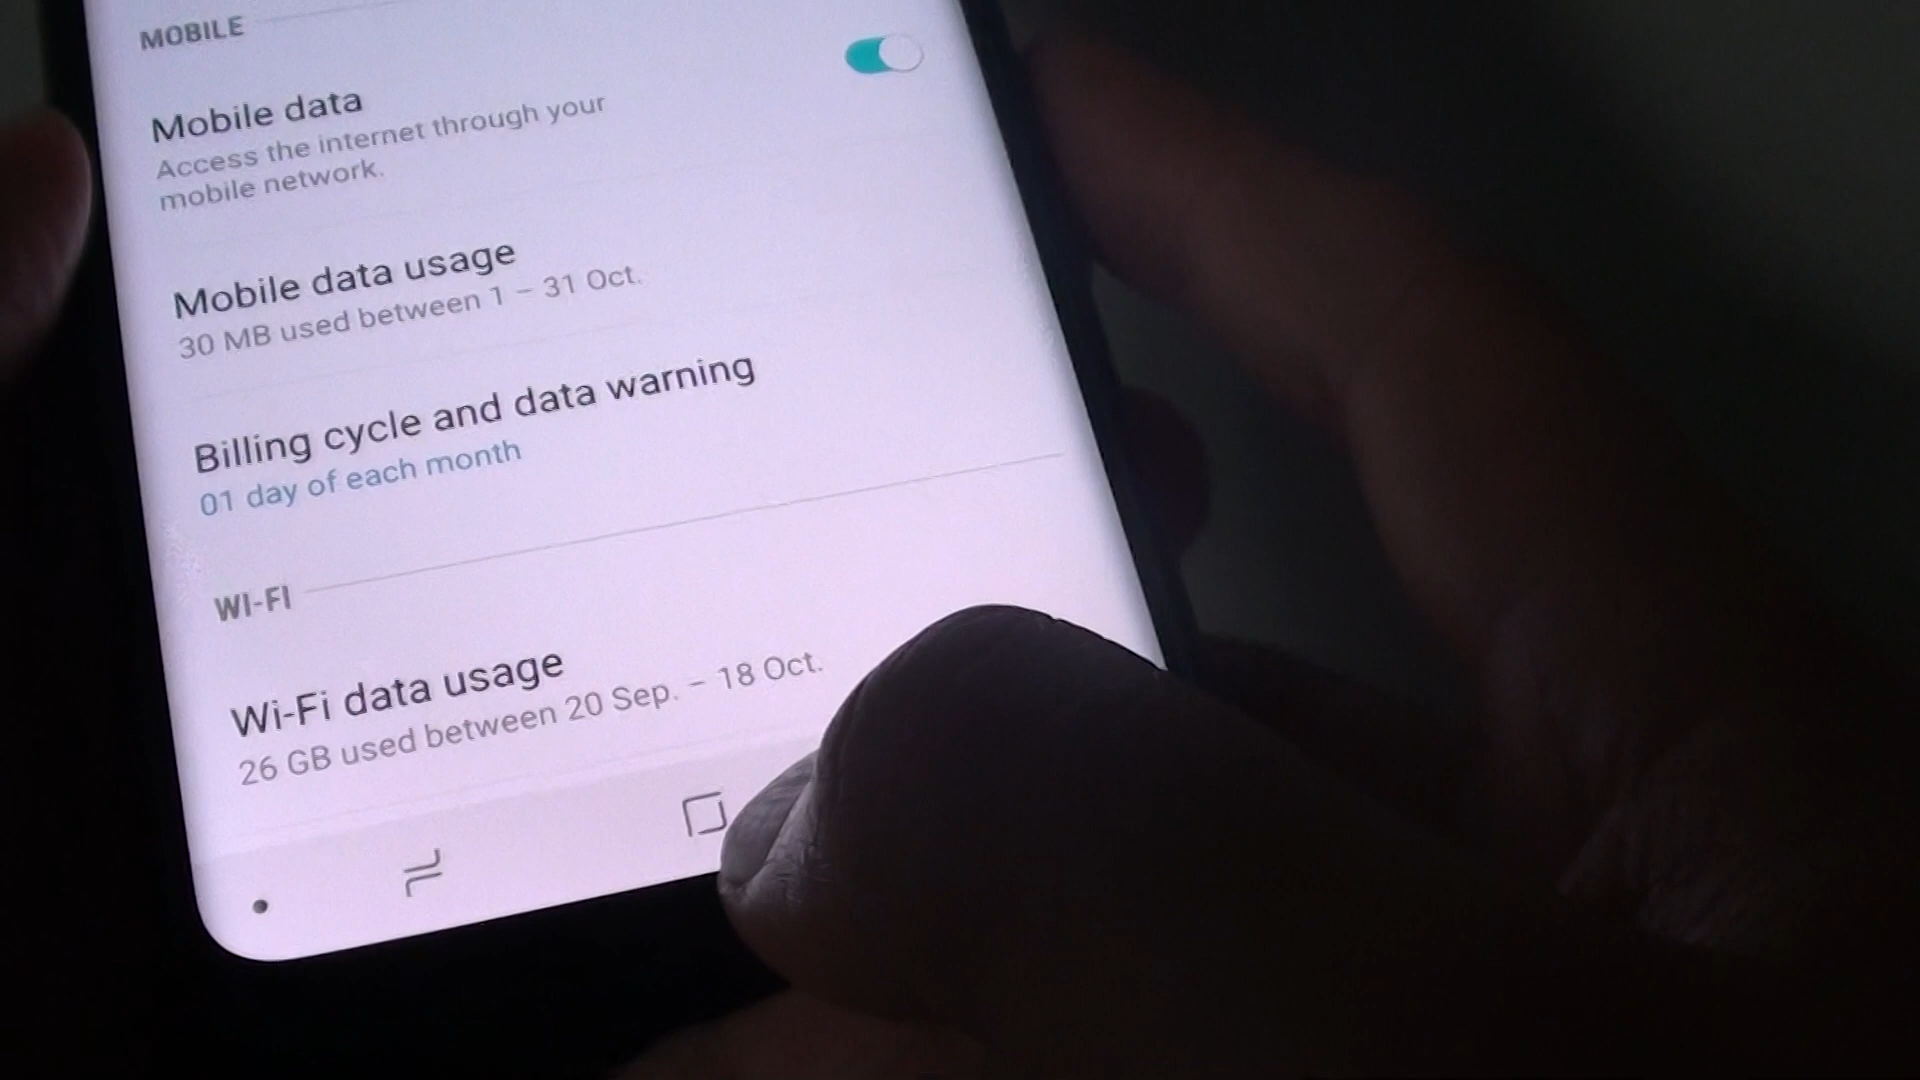 MOBILE
Mobile data
Access the internet through your
mobile network.
Mobile data usage
30 MB used between 1 – 31 Oct.
Billing cycle and data warning
01 day of each month
WI-FI
Wi-Fi data usage
26 GB used between 20 Sep. – 18 Oct.